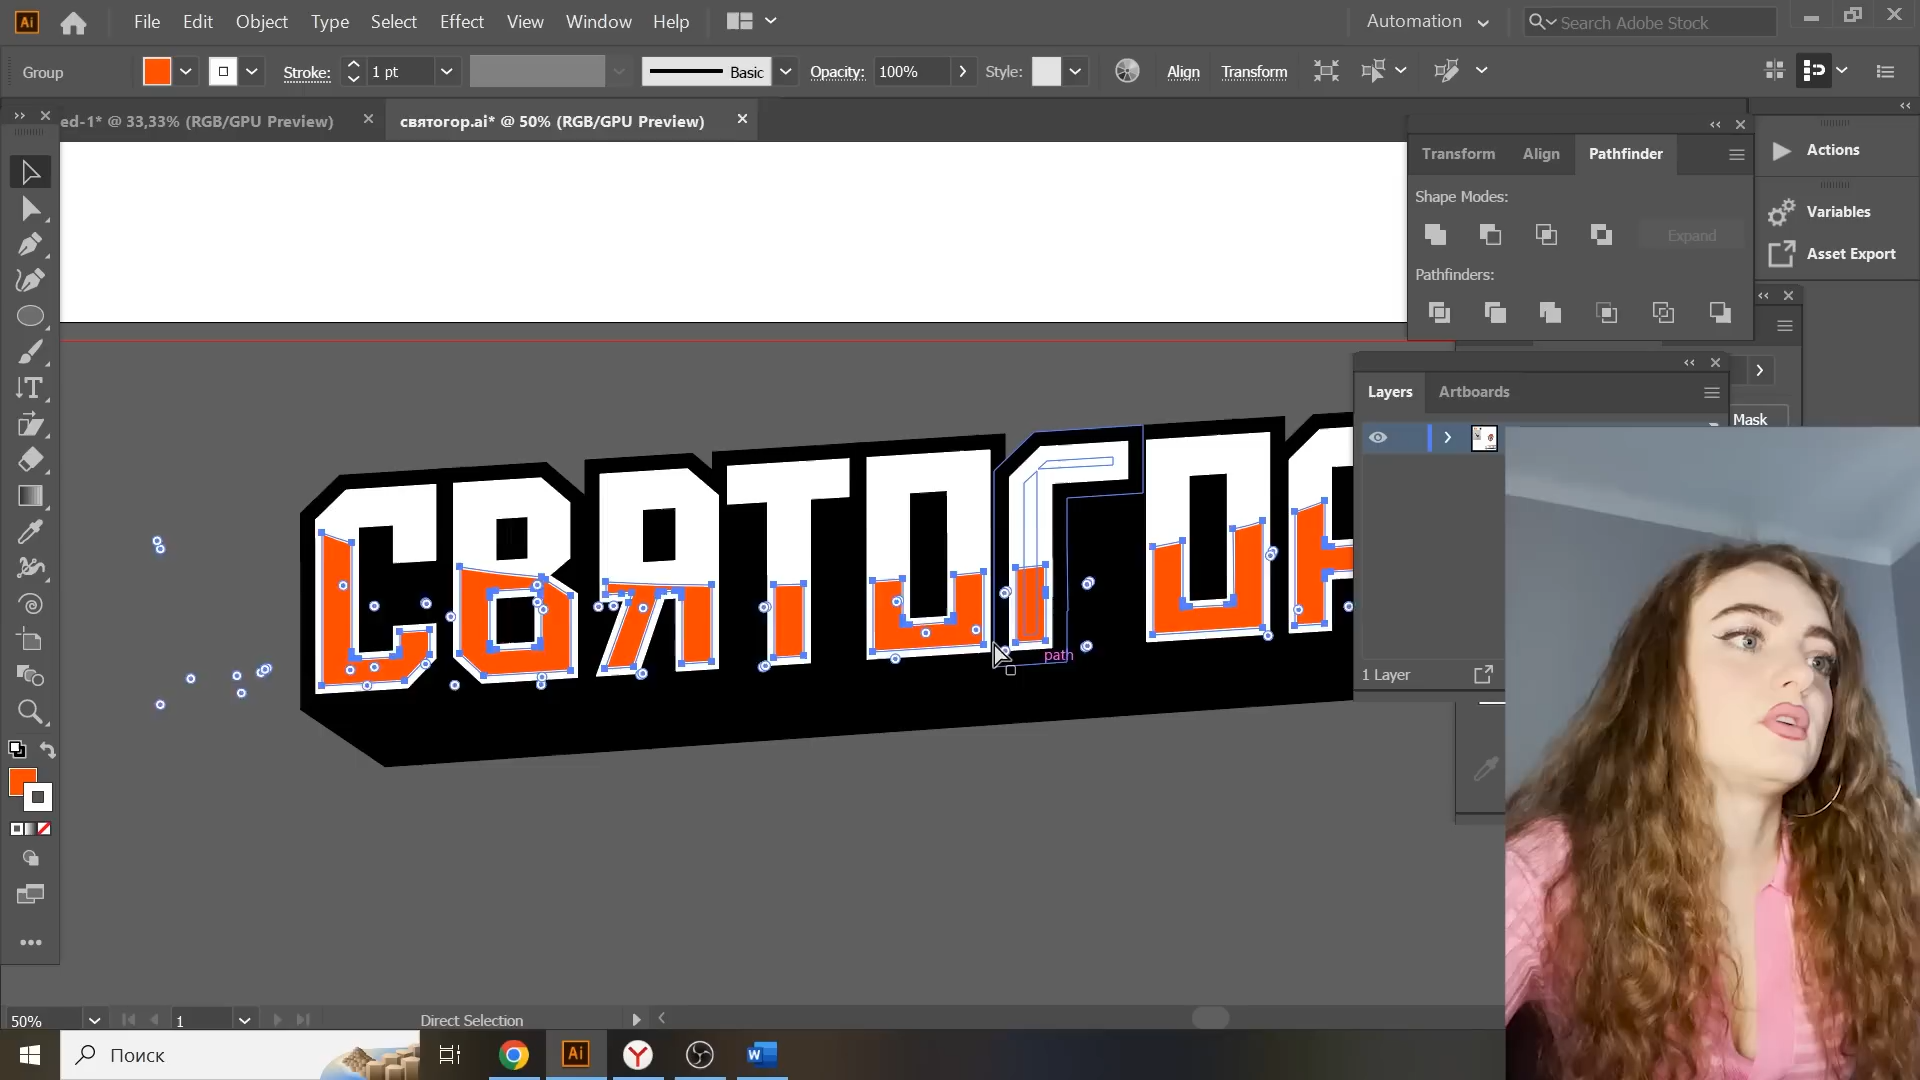 Ai File Edit Object Type Select Effect View Window Help Automation Search Adobe Stock
Group Stroke: 1 pt Basic Opacity: 100% Style: Align Transform
ed-1* @ 33,33% (RGB/GPU Preview) святогор.ai* @ 50% (RGB/GPU Preview)
Transform Align Pathfinder
Shape Modes:
Expand
Pathfinders:
Actions
Variables
Asset Export
Layers Artboards
Mask
1 Layer
СВЯТОГОР
path
50% 1 Direct Selection
Поиск Ai W